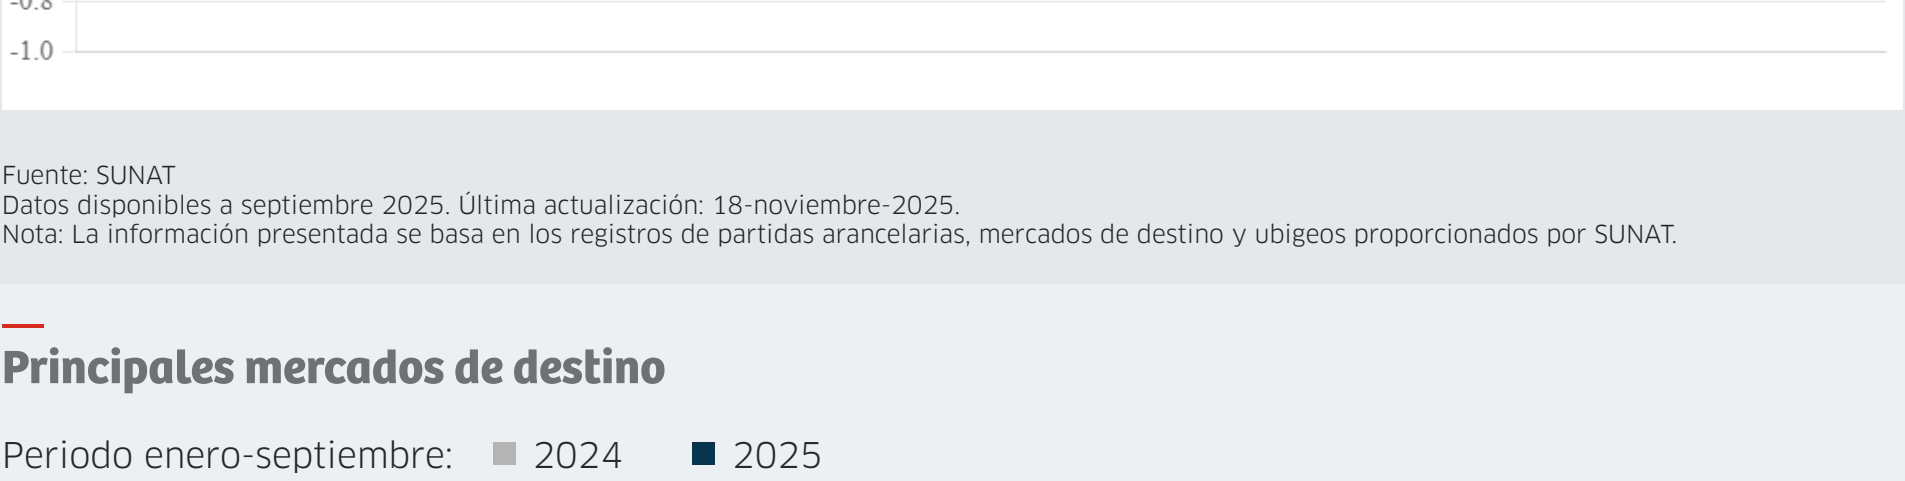 -0.8
-1.0
Fuente: SUNAT
Datos disponibles a septiembre 2025. Última actualización: 18-noviembre-2025.
Nota: La información presentada se basa en los registros de partidas arancelarias, mercados de destino y ubigeos proporcionados por SUNAT.
Principales mercados de destino
Periodo enero-septiembre: 2024 2025